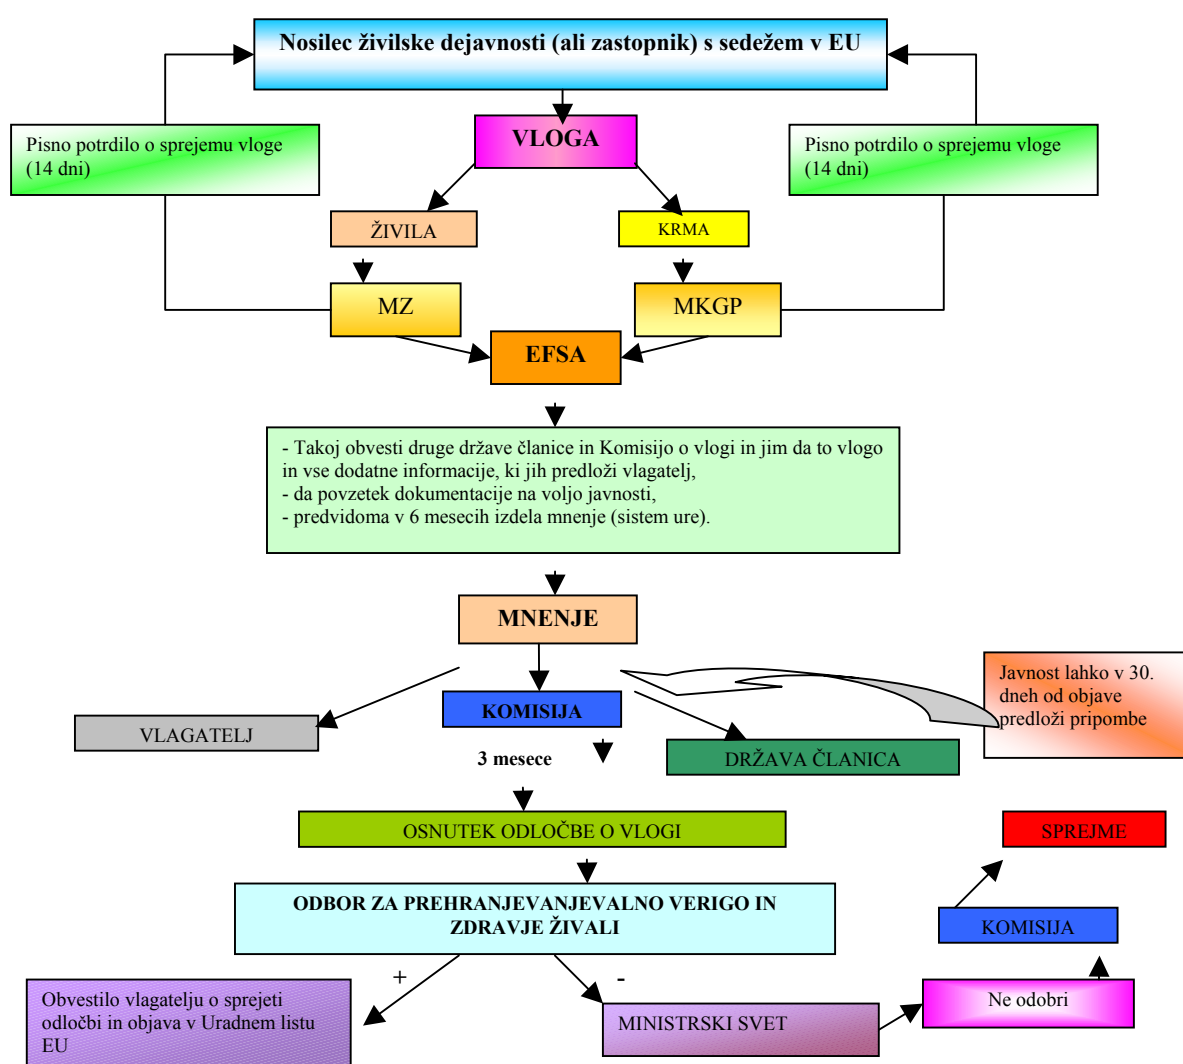 Nosilec živilske dejavnosti (ali zastopnik) s sedežem v EU
VLOGA
Pisno potrdilo o sprejemu vloge
(14 dni)
Pisno potrdilo o sprejemu vloge
(14 dni)
ŽIVILA
KRMA
MZ
MKGP
EFSA
- Takoj obvesti druge države članice in Komisijo o vlogi in jim da to vlogo
in vse dodatne informacije, ki jih predloži vlagatelj,
- da povzetek dokumentacije na voljo javnosti,
- predvidoma v 6 mesecih izdela mnenje (sistem ure).
MNENJE
Javnost lahko v 30.
dneh od objave
predloži pripombe
KOMISIJA
VLAGATELJ
DRŽAVA ČLANICA
3 mesece
OSNUTEK ODLOČBE O VLOGI
SPREJME
ODBOR ZA PREHRANJEVANJEVALNO VERIGO IN
ZDRAVJE ŽIVALI
KOMISIJA
+
-
Obvestilo vlagatelju o sprejeti
odločbi in objava v Uradnem listu
EU
MINISTRSKI SVET
Ne odobri